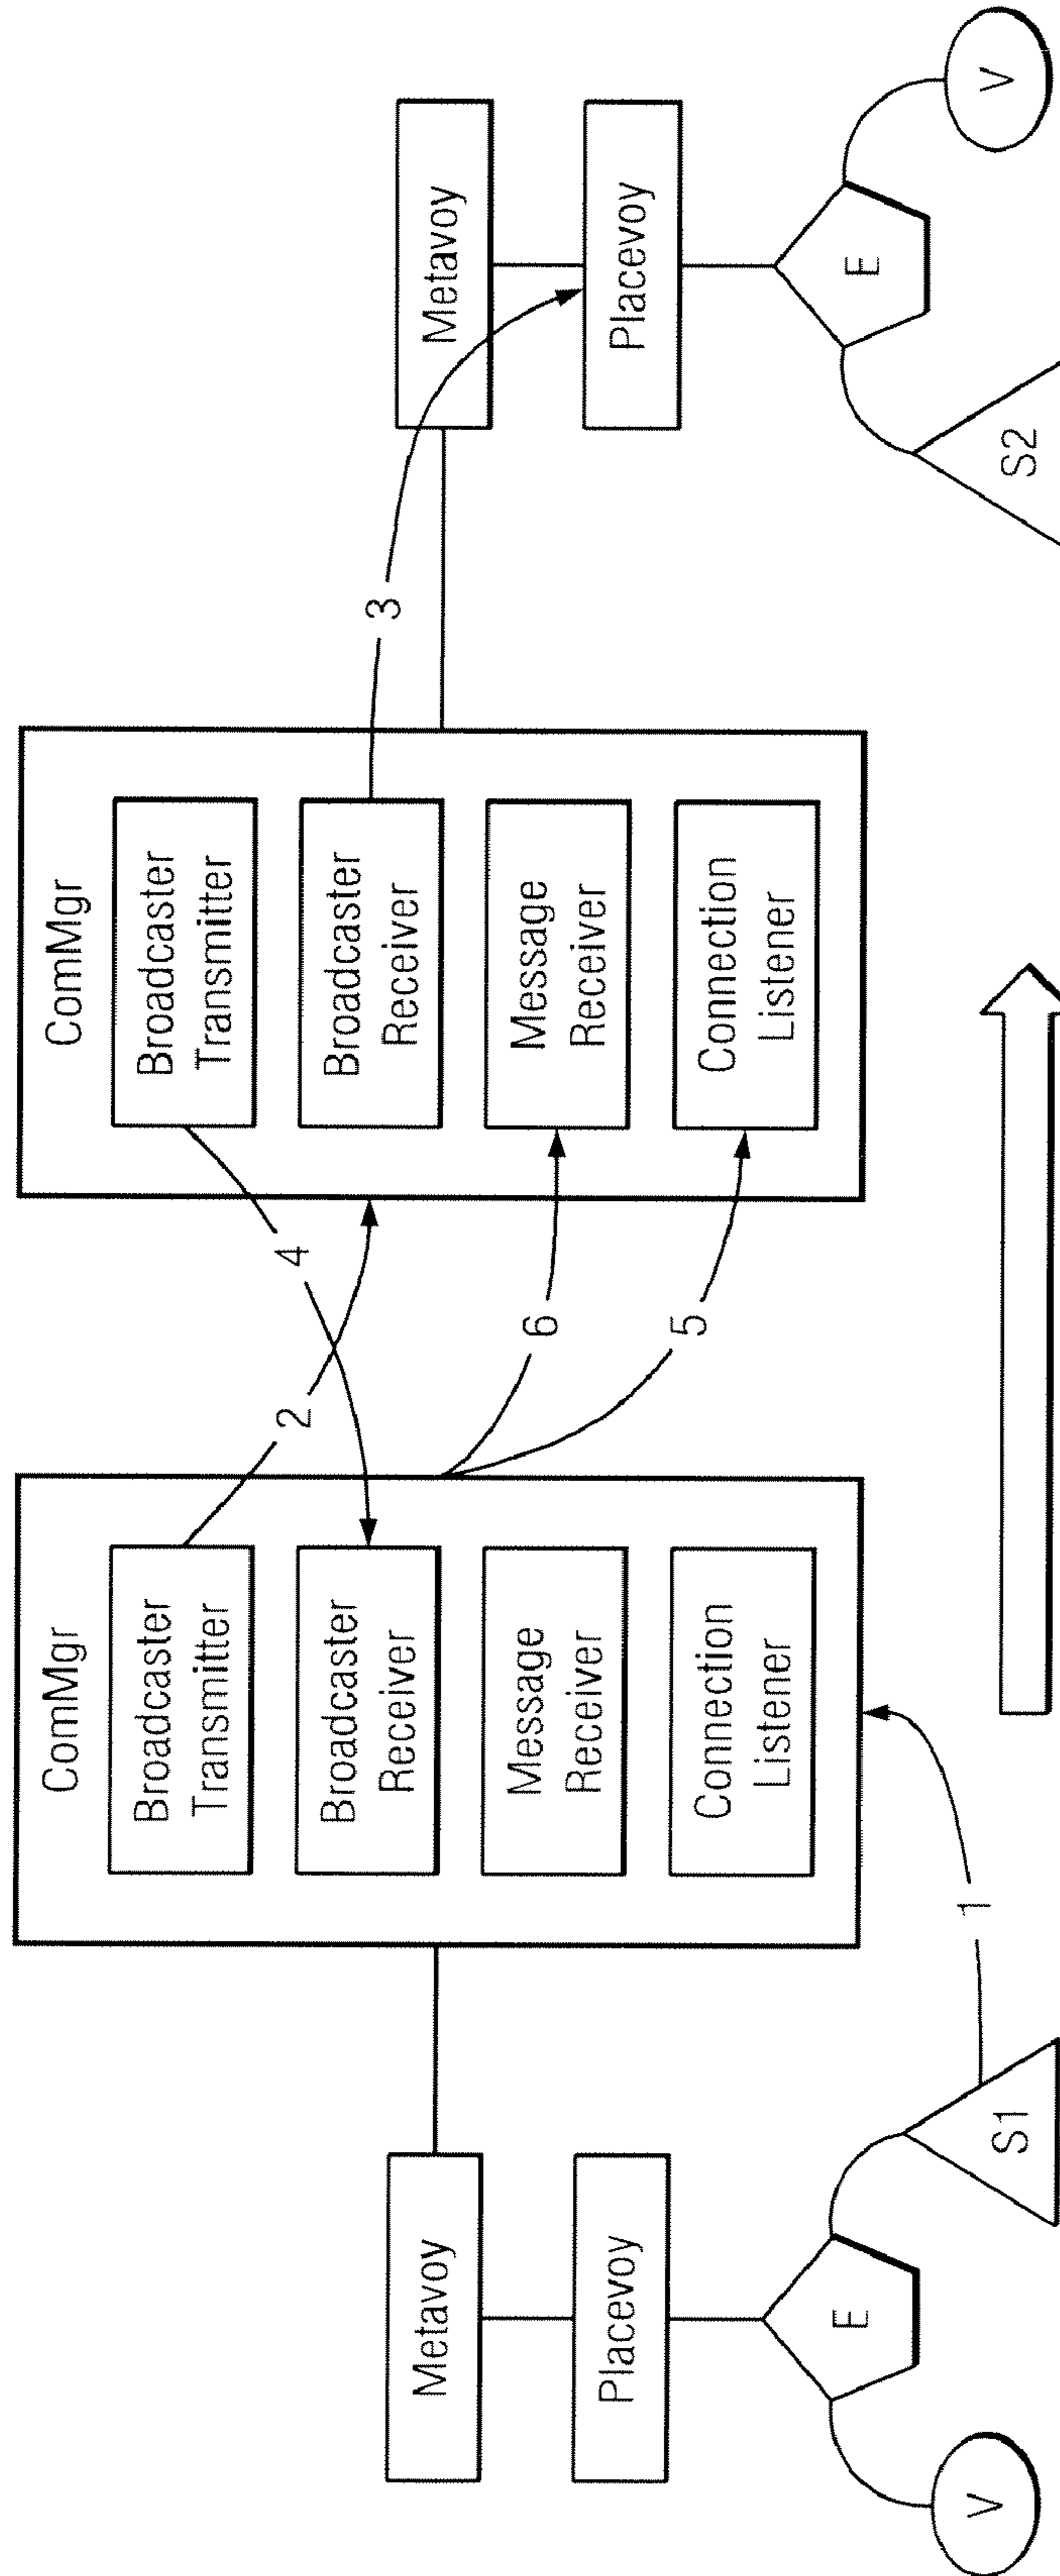 ComMgr
Broadcaster
Transmitter
Broadcaster
Receiver
Message
Receiver
Connection
Listener
ComMgr
Broadcaster
Transmitter
Broadcaster
Receiver
Message
Receiver
Connection
Listener
Metavoy
Placevoy
E
V
S1
Metavoy
Placevoy
E
V
S2
1
2
3
4
5
6